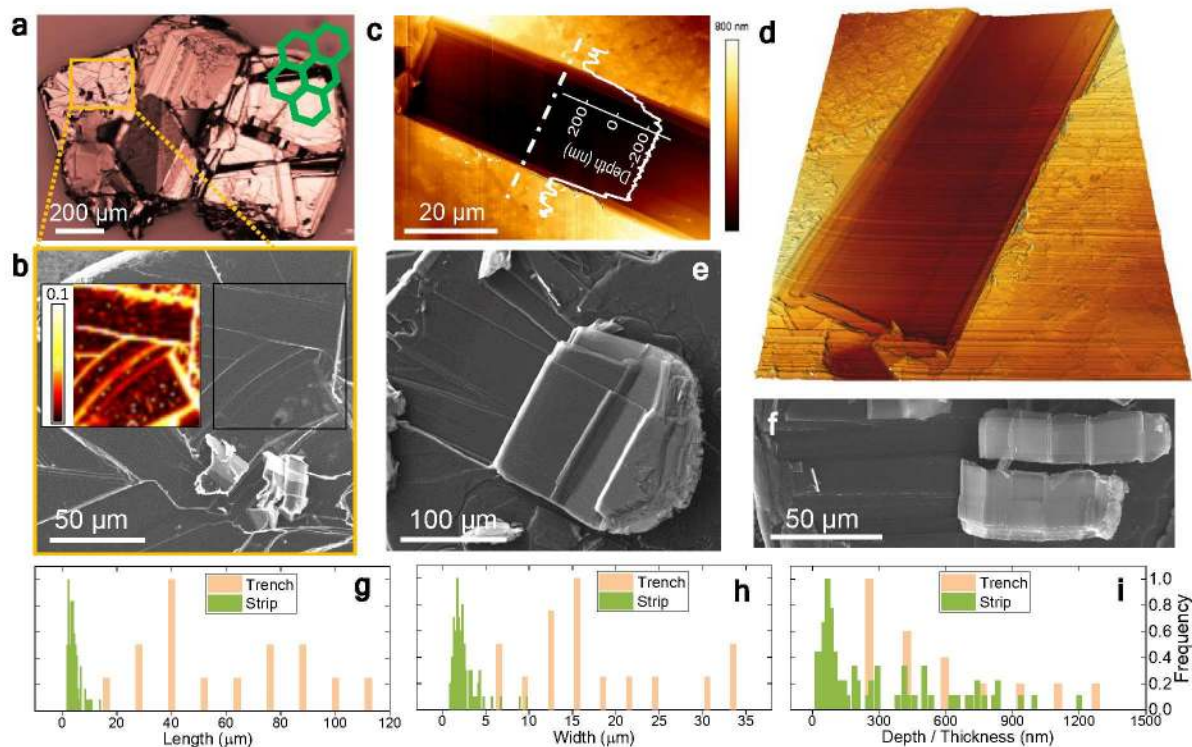 a
200 µm
b
0.1
50 µm
c
20 µm
200
0
-200
Depth (nm)
800 nm
d
e
100 µm
f
50 µm
g
Trench
Strip
0 20 40 60 80 100 120
Length (µm)
h
Trench
Strip
0 5 10 15 20 25 30 35
Width (µm)
i
Trench
Strip
0 300 600 900 1200 1500
Depth / Thickness (nm)
1.0
0.8
0.6
0.4
0.2
0.0
Frequency